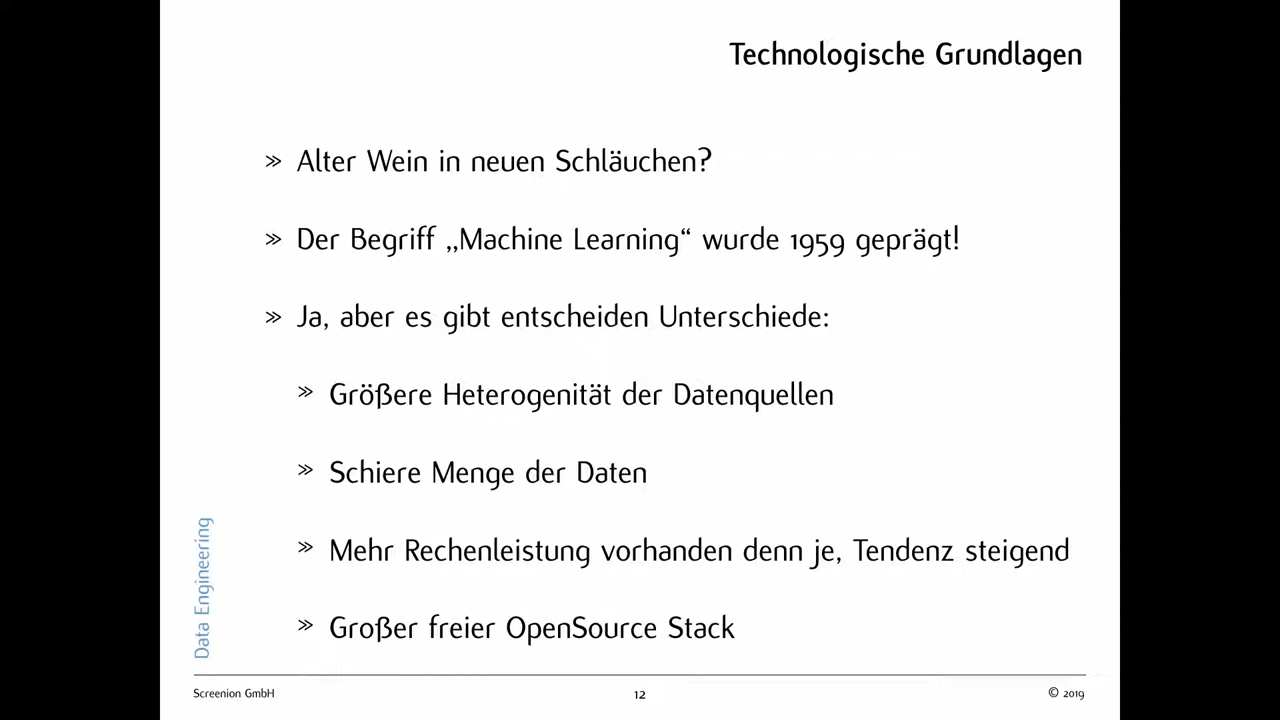 Technologische Grundlagen
» Alter Wein in neuen Schläuchen?
» Der Begriff „Machine Learning“ wurde 1959 geprägt!
» Ja, aber es gibt entscheiden Unterschiede:
» Größere Heterogenität der Datenquellen
» Schiere Menge der Daten
» Mehr Rechenleistung vorhanden denn je, Tendenz steigend
» Großer freier OpenSource Stack
Data Engineering
Screenion GmbH
12
© 2019